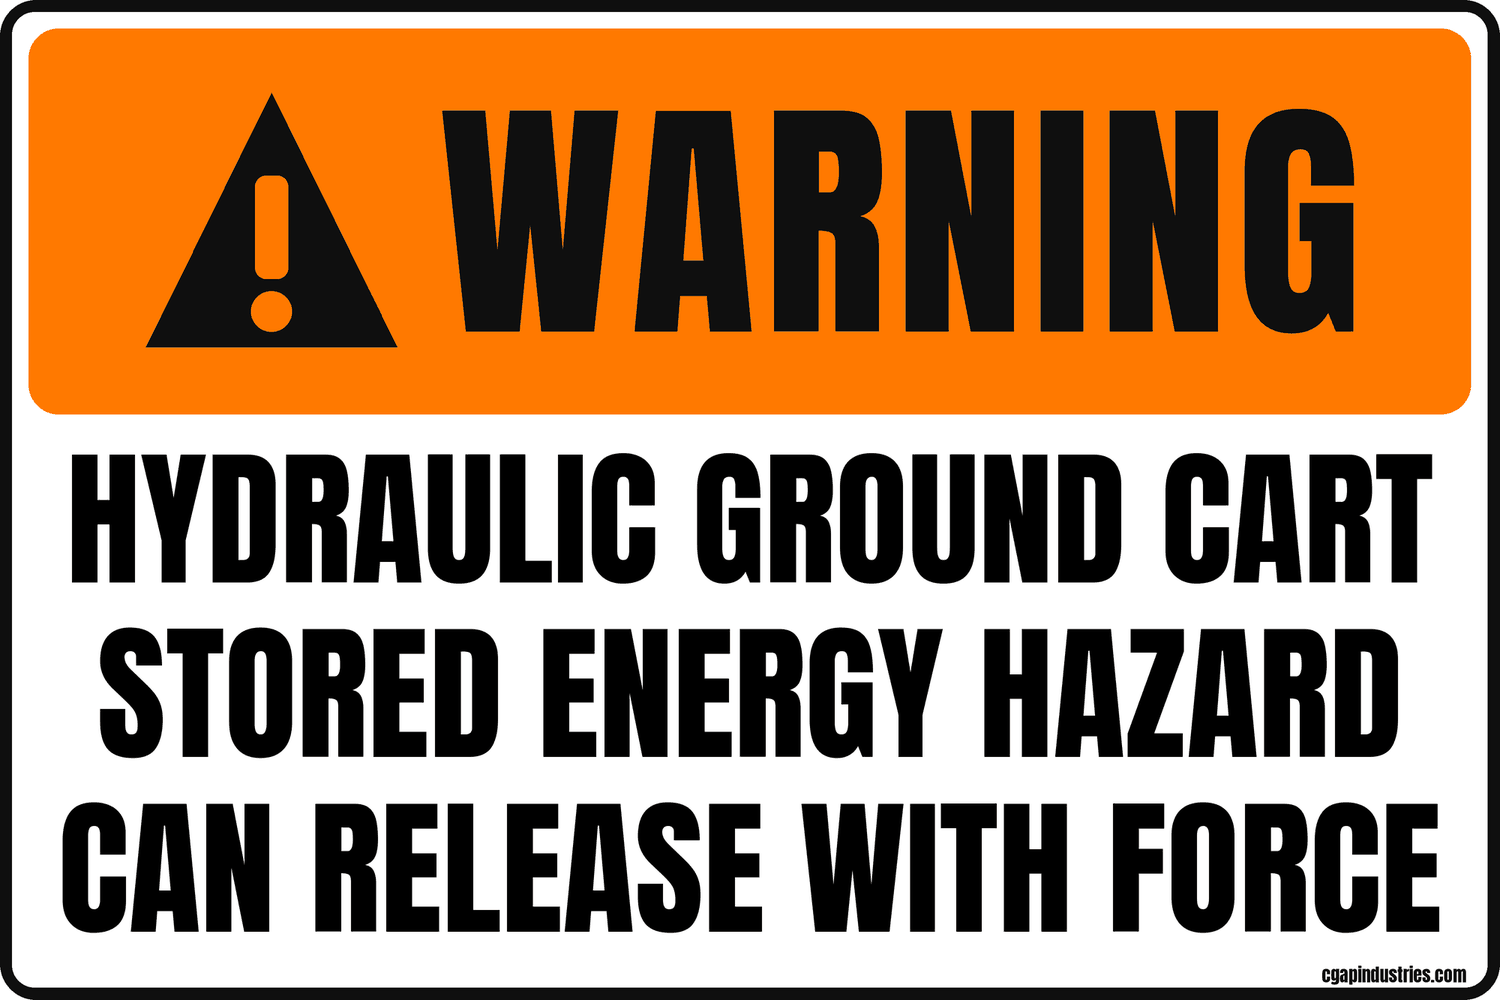 WARNING
HYDRAULIC GROUND CART
STORED ENERGY HAZARD
CAN RELEASE WITH FORCE
cgapindustries.com